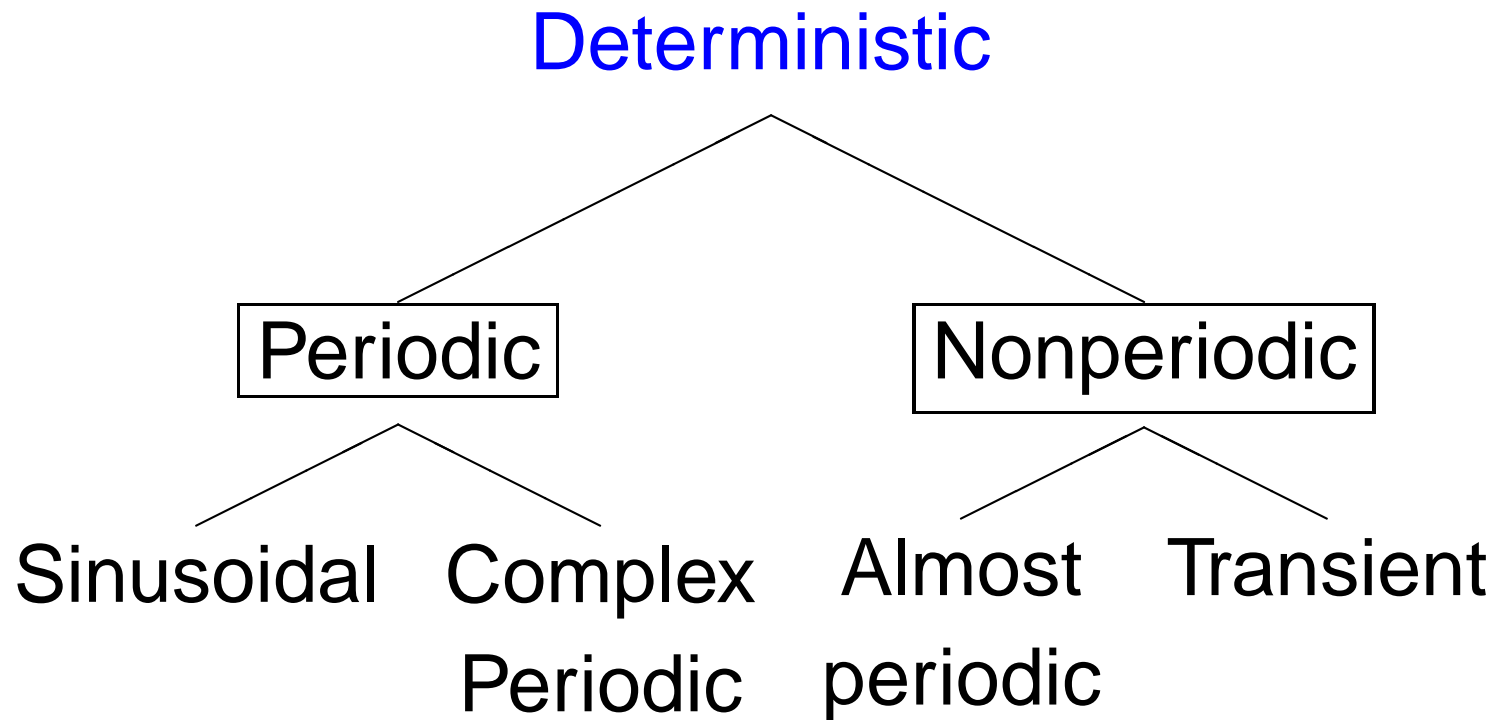 Deterministic
Periodic
Nonperiodic
Sinusoidal
Complex
Periodic
Almost
periodic
Transient